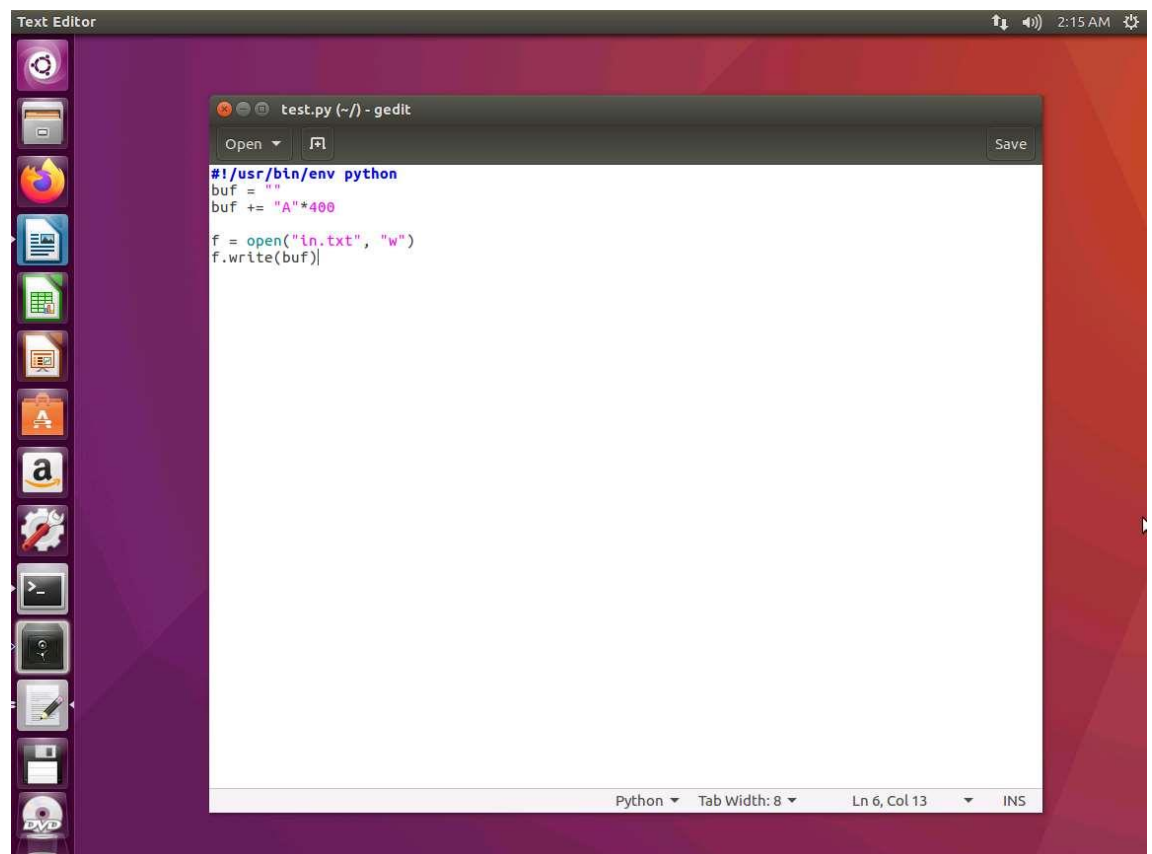 Text Editor
2:15 AM
test.py (~/) - gedit
Open
Save
#!/usr/bin/env python
buf = ""
buf += "A"*400
f = open("in.txt", "w")
f.write(buf)
A
a
>_
DVD
Python
Tab Width: 8
Ln 6, Col 13
INS